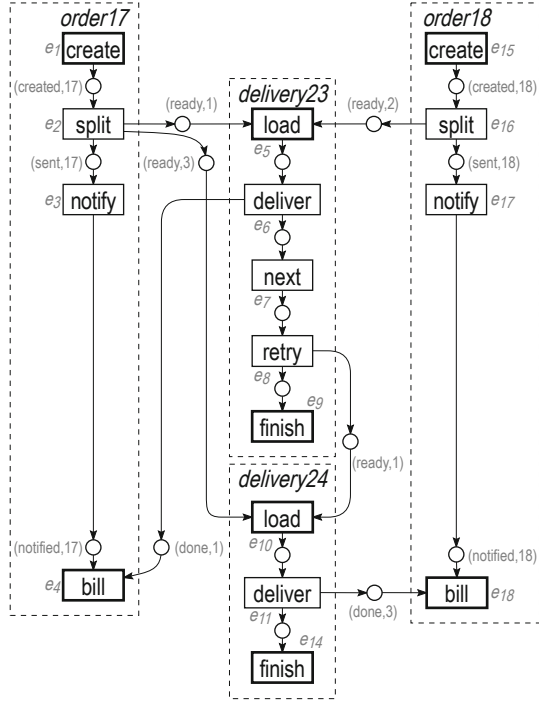 order17
order18
e1 create
create e15
(created,17)
(created,18)
delivery23
(ready,1)
(ready,2)
e2 split
load
split e16
e5
(sent,17)
(ready,3)
(sent,18)
e3 notify
deliver
notify e17
e6
next
e7
retry
e8
e9
finish
(ready,1)
delivery24
load
e10
(notified,17)
(done,1)
(notified,18)
e4 bill
deliver
bill e18
e11
(done,3)
e14
finish